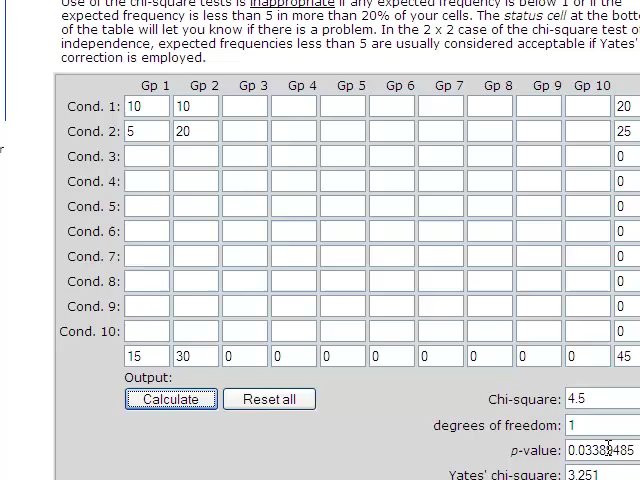 Use of the chi-square tests is inappropriate if any expected frequency is below 1 or if the
expected frequency is less than 5 in more than 20% of your cells. The status cell at the bott
of the table will let you know if there is a problem. In the 2 x 2 case of the chi-square test of
independence, expected frequencies less than 5 are usually considered acceptable if Yates'
correction is employed.
Gp 1 Gp 2 Gp 3 Gp 4 Gp 5 Gp 6 Gp 7 Gp 8 Gp 9 Gp 10
Cond. 1: 10 10 20
Cond. 2: 5 20 25
Cond. 3: 0
Cond. 4: 0
Cond. 5: 0
Cond. 6: 0
Cond. 7: 0
Cond. 8: 0
Cond. 9: 0
Cond. 10: 0
15 30 0 0 0 0 0 0 0 0 45
Output:
Calculate Reset all Chi-square: 4.5
degrees of freedom: 1
p-value: 0.03389485
Yates' chi-square: 3.251
r